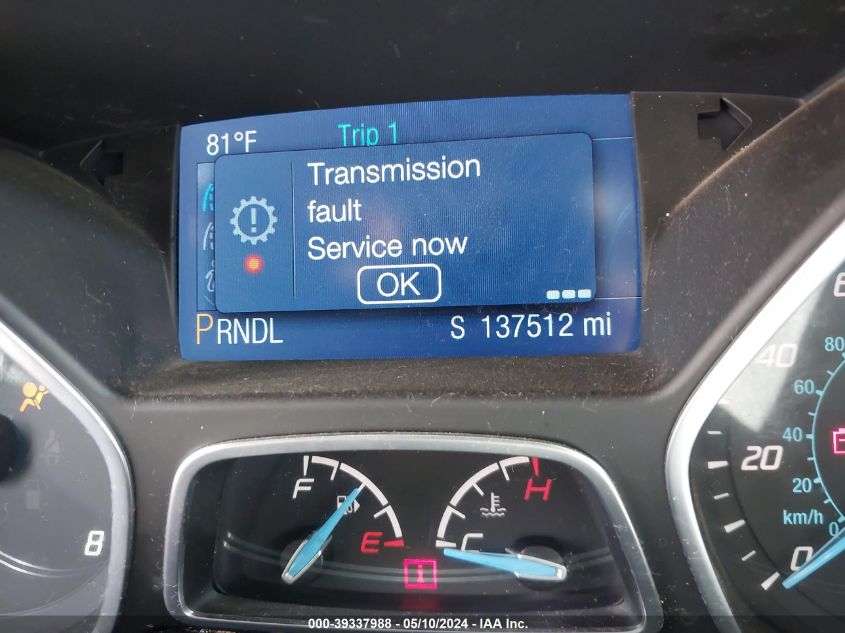 81°F Trip 1
Transmission
fault
Service now
OK
PRNDL S 137512 mi
F E C H
8
40
20
0
80
60
40
20
km/h
0
000-39337988 - 05/10/2024 - IAA Inc.